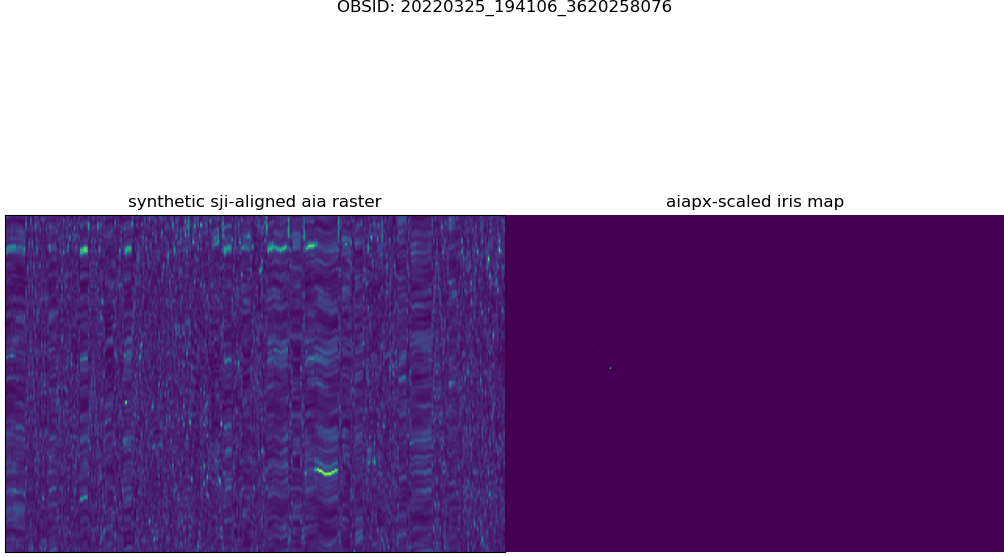 OBSID: 20220325_194106_3620258076
synthetic sji-aligned aia raster
aiapx-scaled iris map